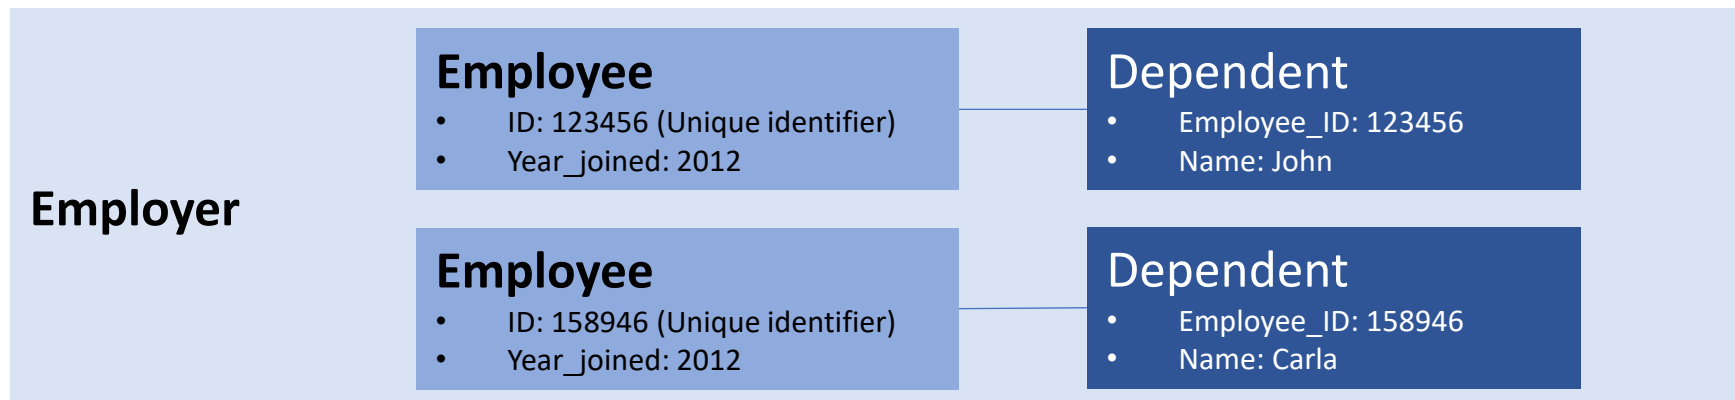 Employer
Employee
• ID: 123456 (Unique identifier)
• Year_joined: 2012
Dependent
• Employee_ID: 123456
• Name: John
Employee
• ID: 158946 (Unique identifier)
• Year_joined: 2012
Dependent
• Employee_ID: 158946
• Name: Carla